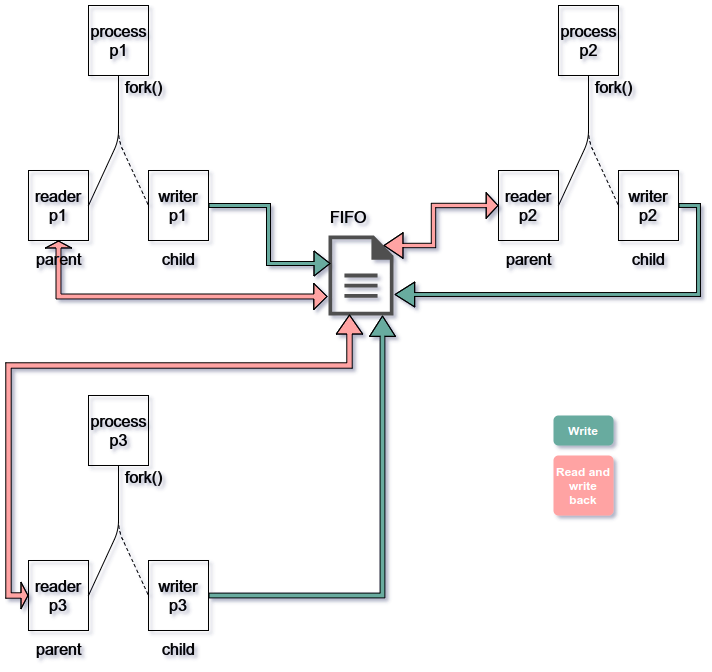 process
p1
fork()
reader
p1
writer
p1
parent
child
process
p2
fork()
reader
p2
writer
p2
parent
child
FIFO
process
p3
fork()
reader
p3
writer
p3
parent
child
Write
Read and
write
back